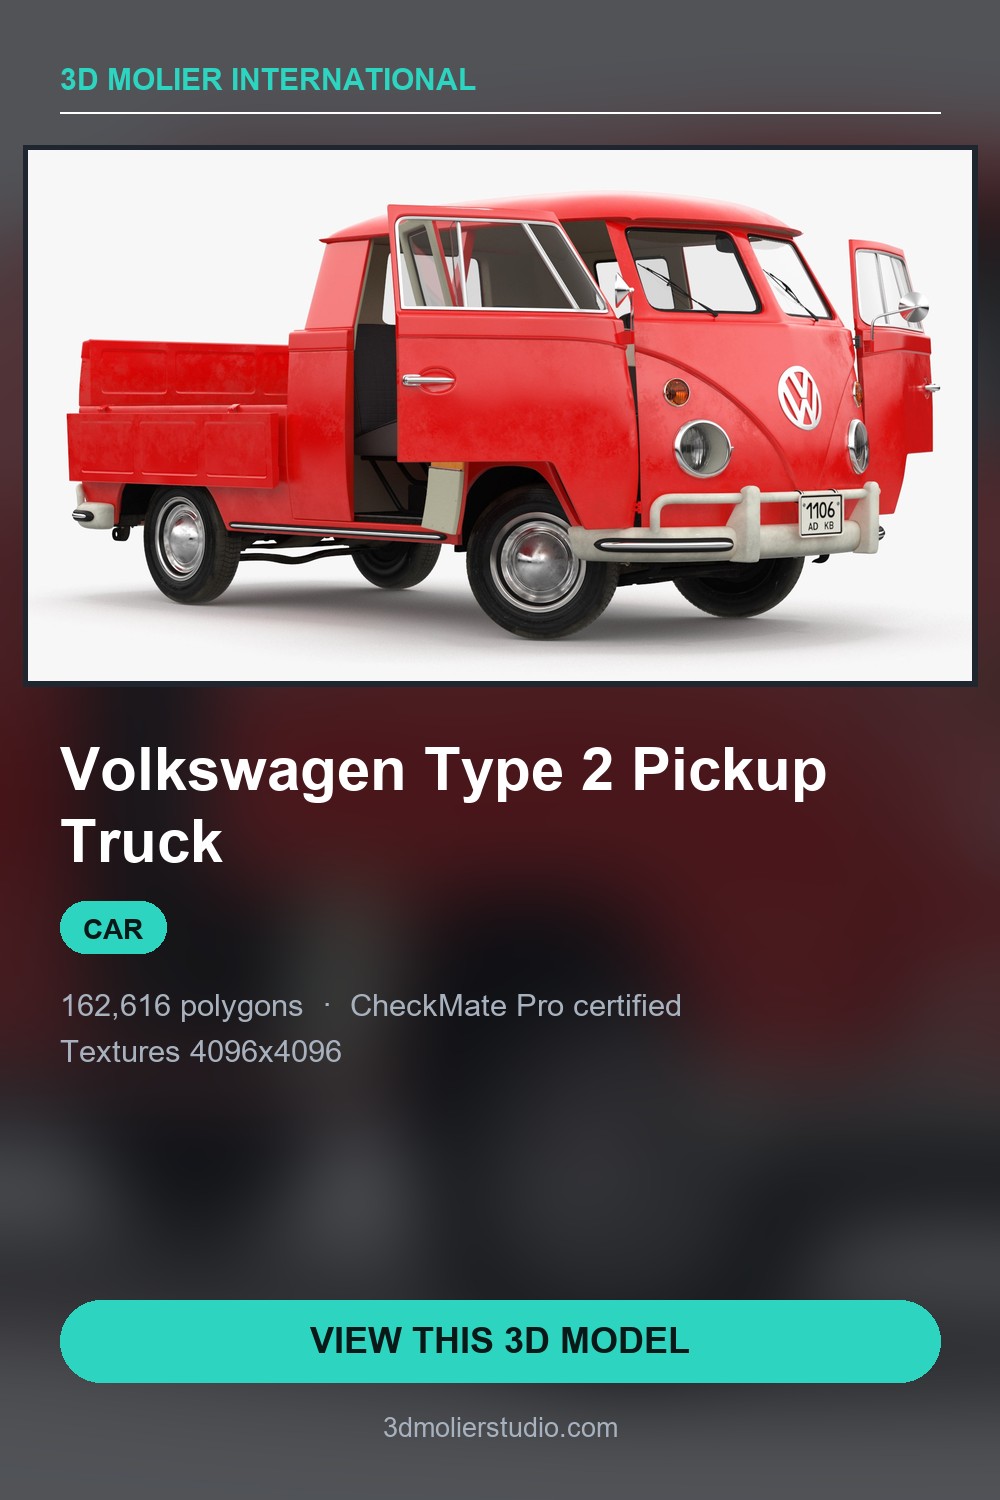 3D MOLIER INTERNATIONAL
VW
1106
AD KB
Volkswagen Type 2 Pickup
Truck
CAR
162,616 polygons · CheckMate Pro certified
Textures 4096x4096
VIEW THIS 3D MODEL
3dmolierstudio.com